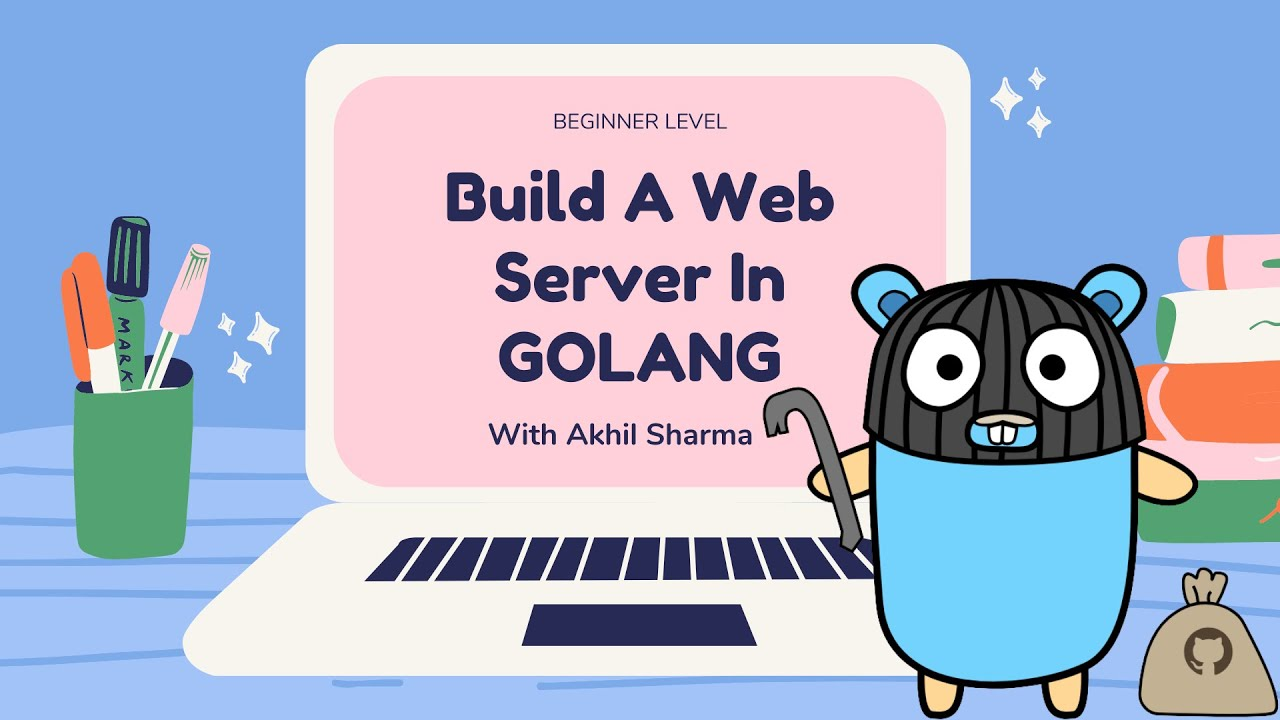 BEGINNER LEVEL
Build A Web
Server In
GOLANG
With Akhil Sharma
MARK